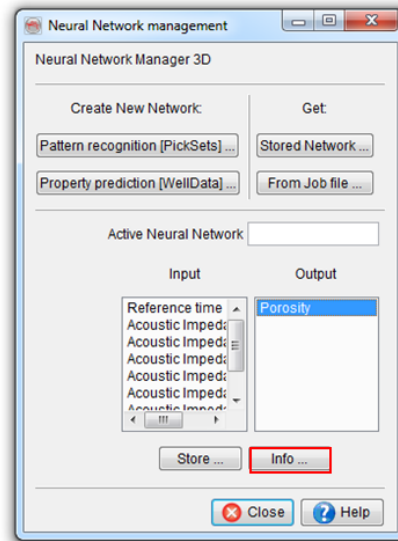 Neural Network management
Neural Network Manager 3D
Create New Network:
Get:
Pattern recognition [PickSets] ...
Stored Network ...
Property prediction [WellData] ...
From Job file ...
Active Neural Network
Input
Output
Reference time
Porosity
Acoustic Impeda
Acoustic Impeda
Acoustic Impeda
Acoustic Impeda
Acoustic Impeda
Acoustic Impeda
Store ...
Info ...
Close
Help